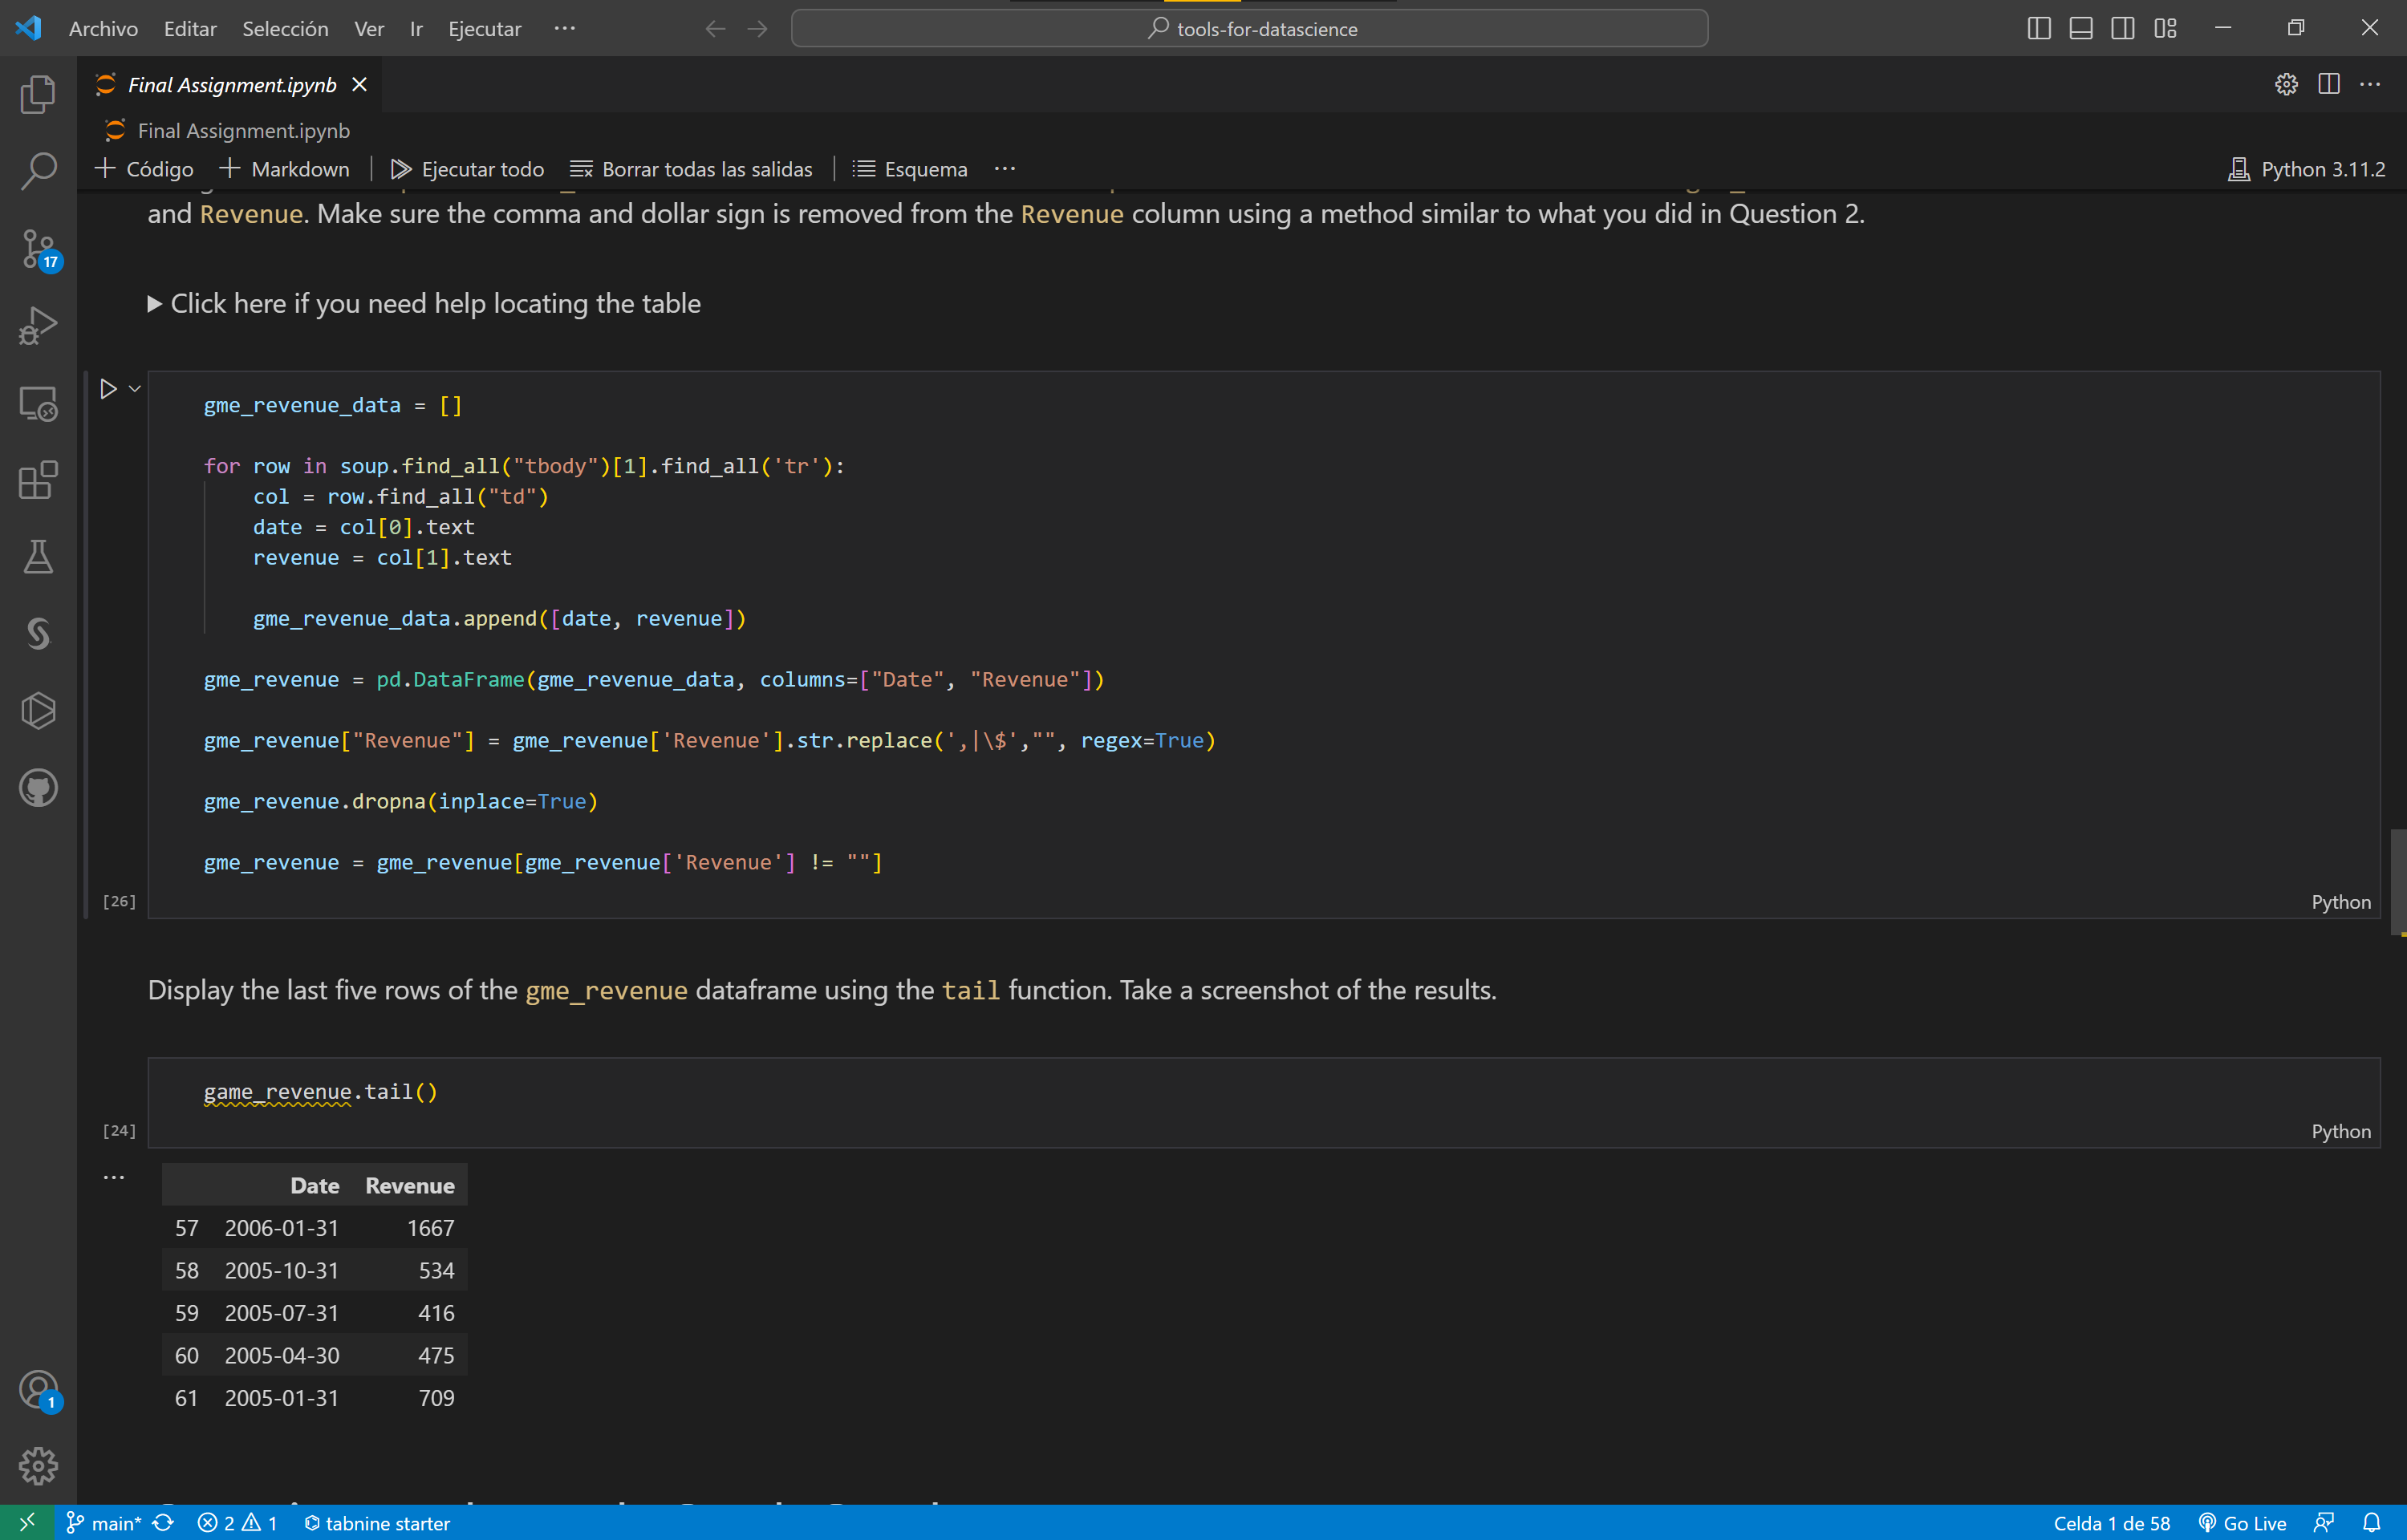 Archivo Editar Selección Ver Ir Ejecutar ··· tools-for-datascience
Final Assignment.ipynb
Final Assignment.ipynb
Código Markdown Ejecutar todo Borrar todas las salidas Esquema ··· Python 3.11.2
and Revenue. Make sure the comma and dollar sign is removed from the Revenue column using a method similar to what you did in Question 2.
17
Click here if you need help locating the table
gme_revenue_data = []
for row in soup.find_all("tbody")[1].find_all('tr'):
    col = row.find_all("td")
    date = col[0].text
    revenue = col[1].text
    gme_revenue_data.append([date, revenue])
gme_revenue = pd.DataFrame(gme_revenue_data, columns=["Date", "Revenue"])
gme_revenue["Revenue"] = gme_revenue['Revenue'].str.replace(',|\$',"", regex=True)
gme_revenue.dropna(inplace=True)
gme_revenue = gme_revenue[gme_revenue['Revenue'] != ""]
[26] Python
Display the last five rows of the gme_revenue dataframe using the tail function. Take a screenshot of the results.
game_revenue.tail()
[24] Python
Date Revenue
57 2006-01-31 1667
58 2005-10-31 534
59 2005-07-31 416
60 2005-04-30 475
61 2005-01-31 709
1
main* 2 1 tabnine starter Celda 1 de 58 Go Live